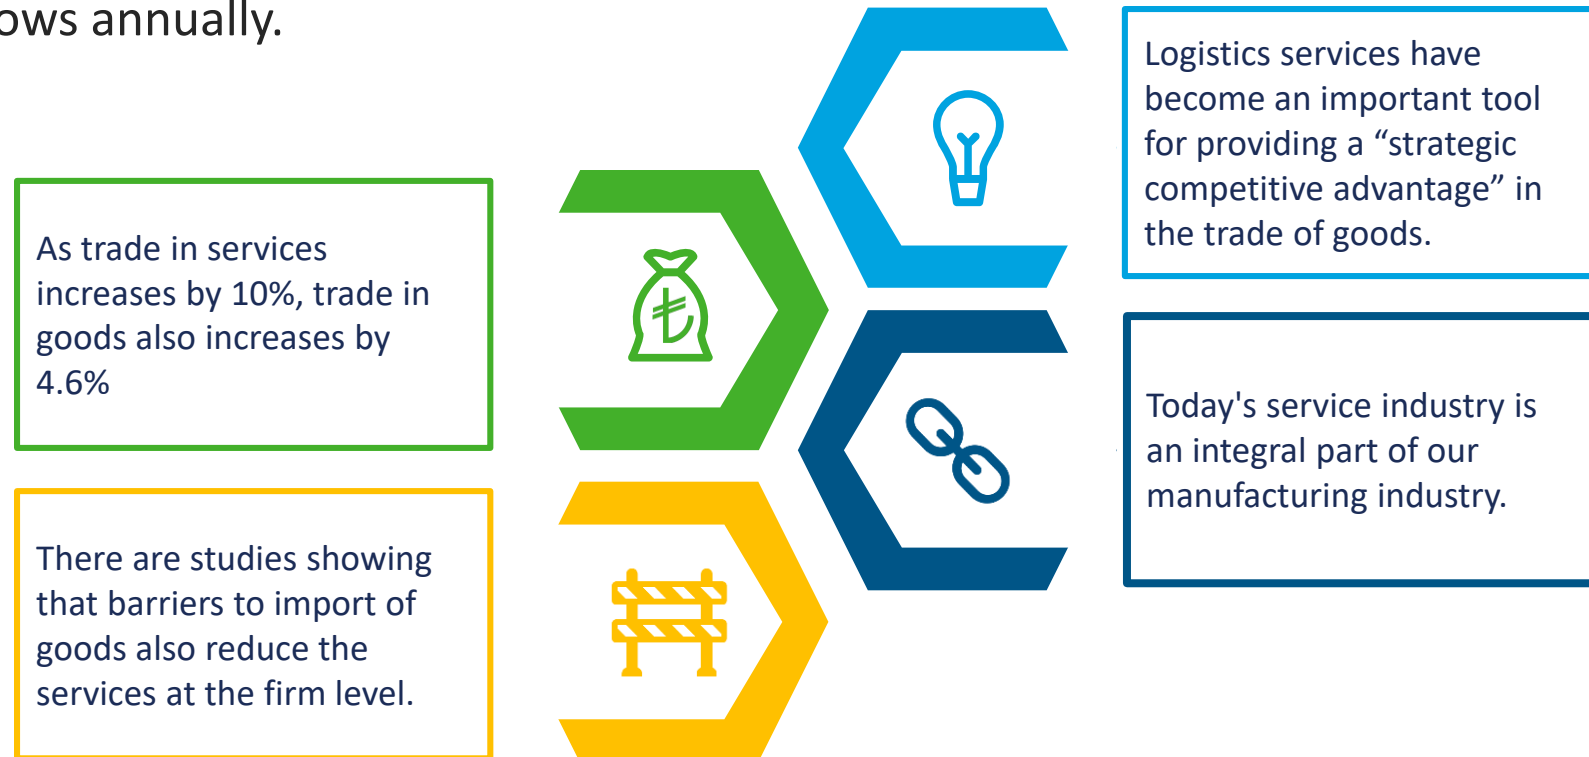 ows annually.
As trade in services
increases by 10%, trade in
goods also increases by
4.6%
There are studies showing
that barriers to import of
goods also reduce the
services at the firm level.
₺
Logistics services have
become an important tool
for providing a “strategic
competitive advantage” in
the trade of goods.
Today's service industry is
an integral part of our
manufacturing industry.